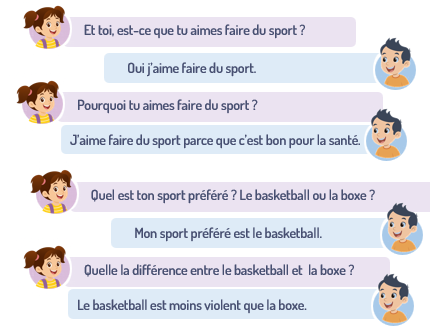 Et toi, est-ce que tu aimes faire du sport ?
Oui j'aime faire du sport.
Pourquoi tu aimes faire du sport ?
J'aime faire du sport parce que c'est bon pour la santé.
Quel est ton sport préféré ? Le basketball ou la boxe ?
Mon sport préféré est le basketball.
Quelle la différence entre le basketball et la boxe ?
Le basketball est moins violent que la boxe.